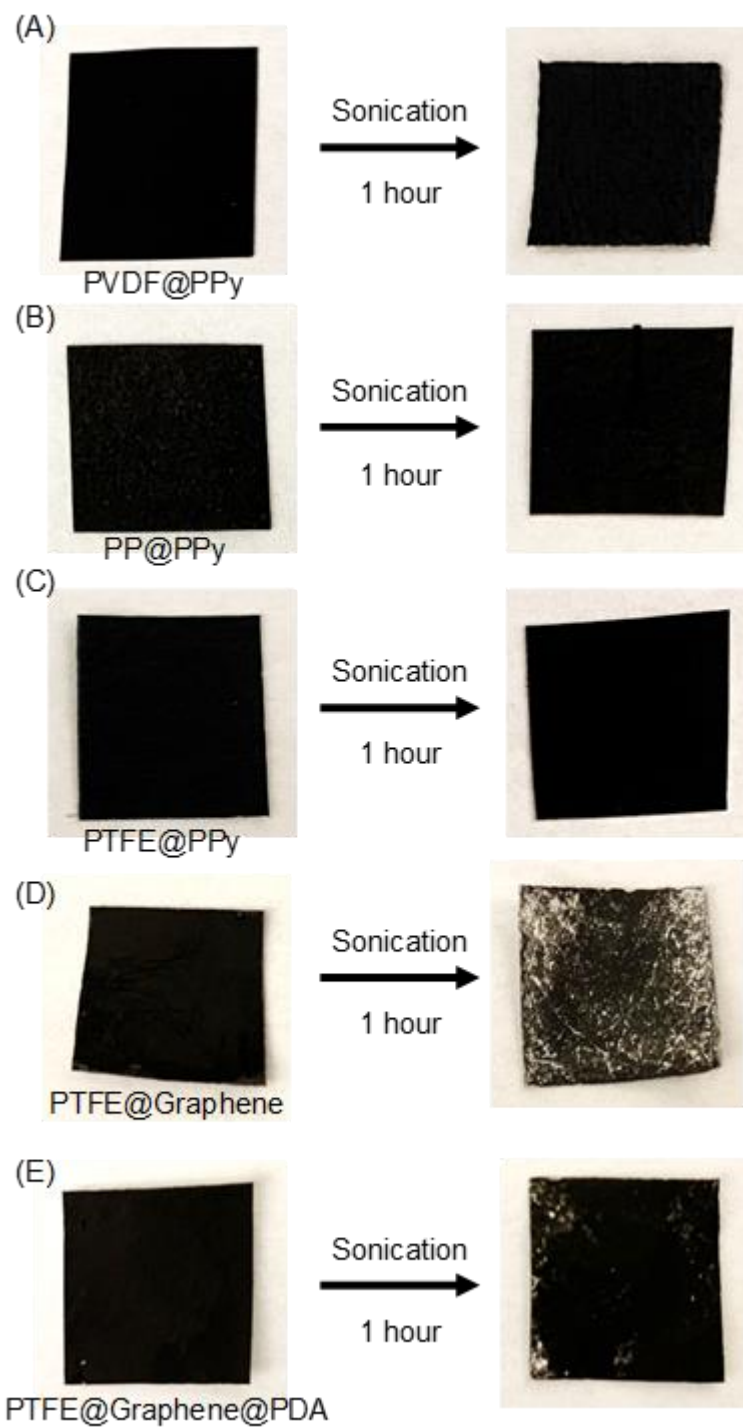 (A)
Sonication
1 hour
PVDF@PPy
(B)
Sonication
1 hour
PP@PPy
(C)
Sonication
1 hour
PTFE@PPy
(D)
Sonication
1 hour
PTFE@Graphene
(E)
Sonication
1 hour
PTFE@Graphene@PDA